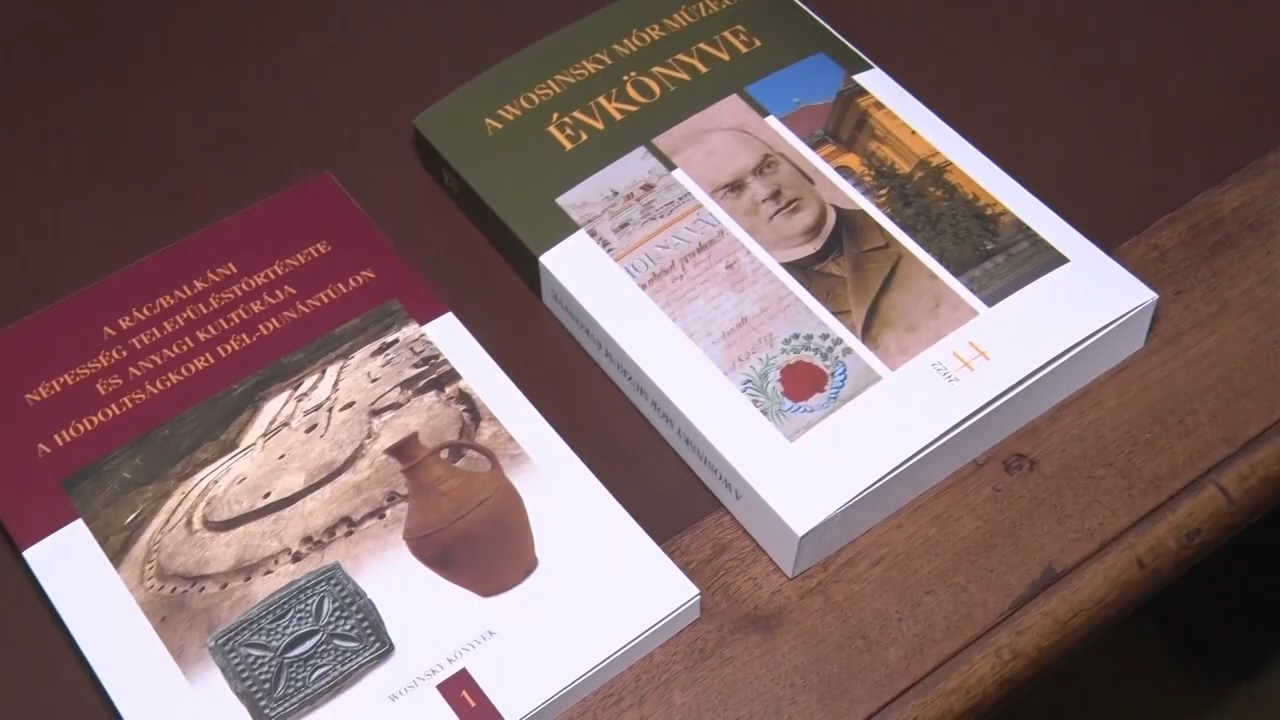 A RÁC/BALKÁNI
NÉPESSÉG TELEPÜLÉSTÖRTÉNETE
ÉS ANYAGI KULTÚRÁJA
A HÓDOLTSÁGKORI DÉL-DUNÁNTÚLON
WOSINSKY KÖNYVEK
1
A WOSINSKY MÓR
ÉVKÖNYVE
44
2022
A WOSINSKY MÓR MÚZEUM ÉVKÖNYVE